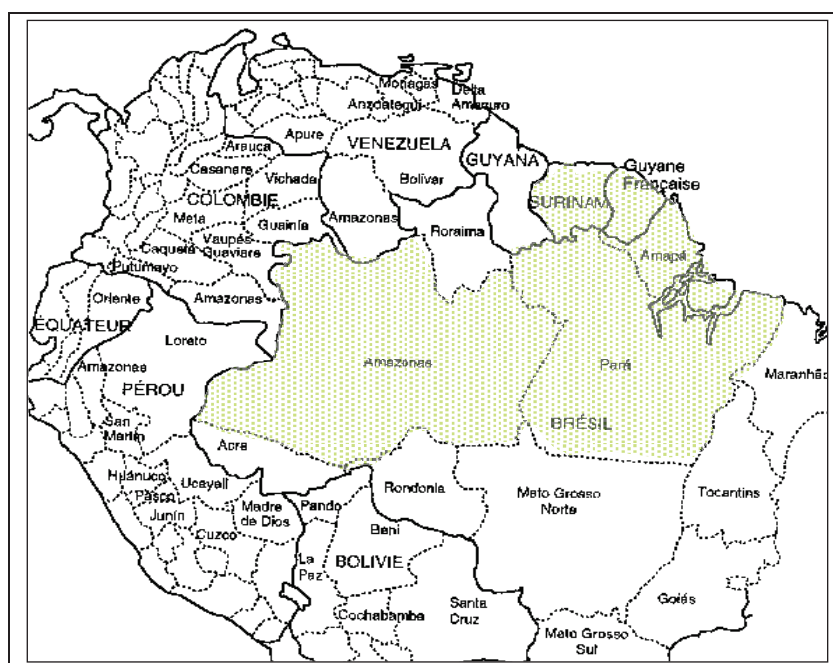 Monagas
Delta
Amacuro
Anzoategui
Apure
VENEZUELA
Arauca
GUYANA
Guyane
Française
Casanare
Vichada
Bolívar
SURINAM
COLOMBIE
Meta
Guainía
Amazonas
Roraima
Amapá
Vaupés
Caquetá
Guaviare
Putumayo
Amazonas
Oriente
ÉQUATEUR
Loreto
Amazonas
Pará
Amazonas
PÉROU
Maranhão
San
Martín
BRÉSIL
Acre
Huánuco
Ucayali
Pasco
Junín
Madre
de Dios
Pando
Rondonia
Mato Grosso
Norte
Tocantins
Cuzco
Beni
La
Paz
BOLIVIE
Cochabamba
Santa
Cruz
Goiás
Mato Grosso
Sul